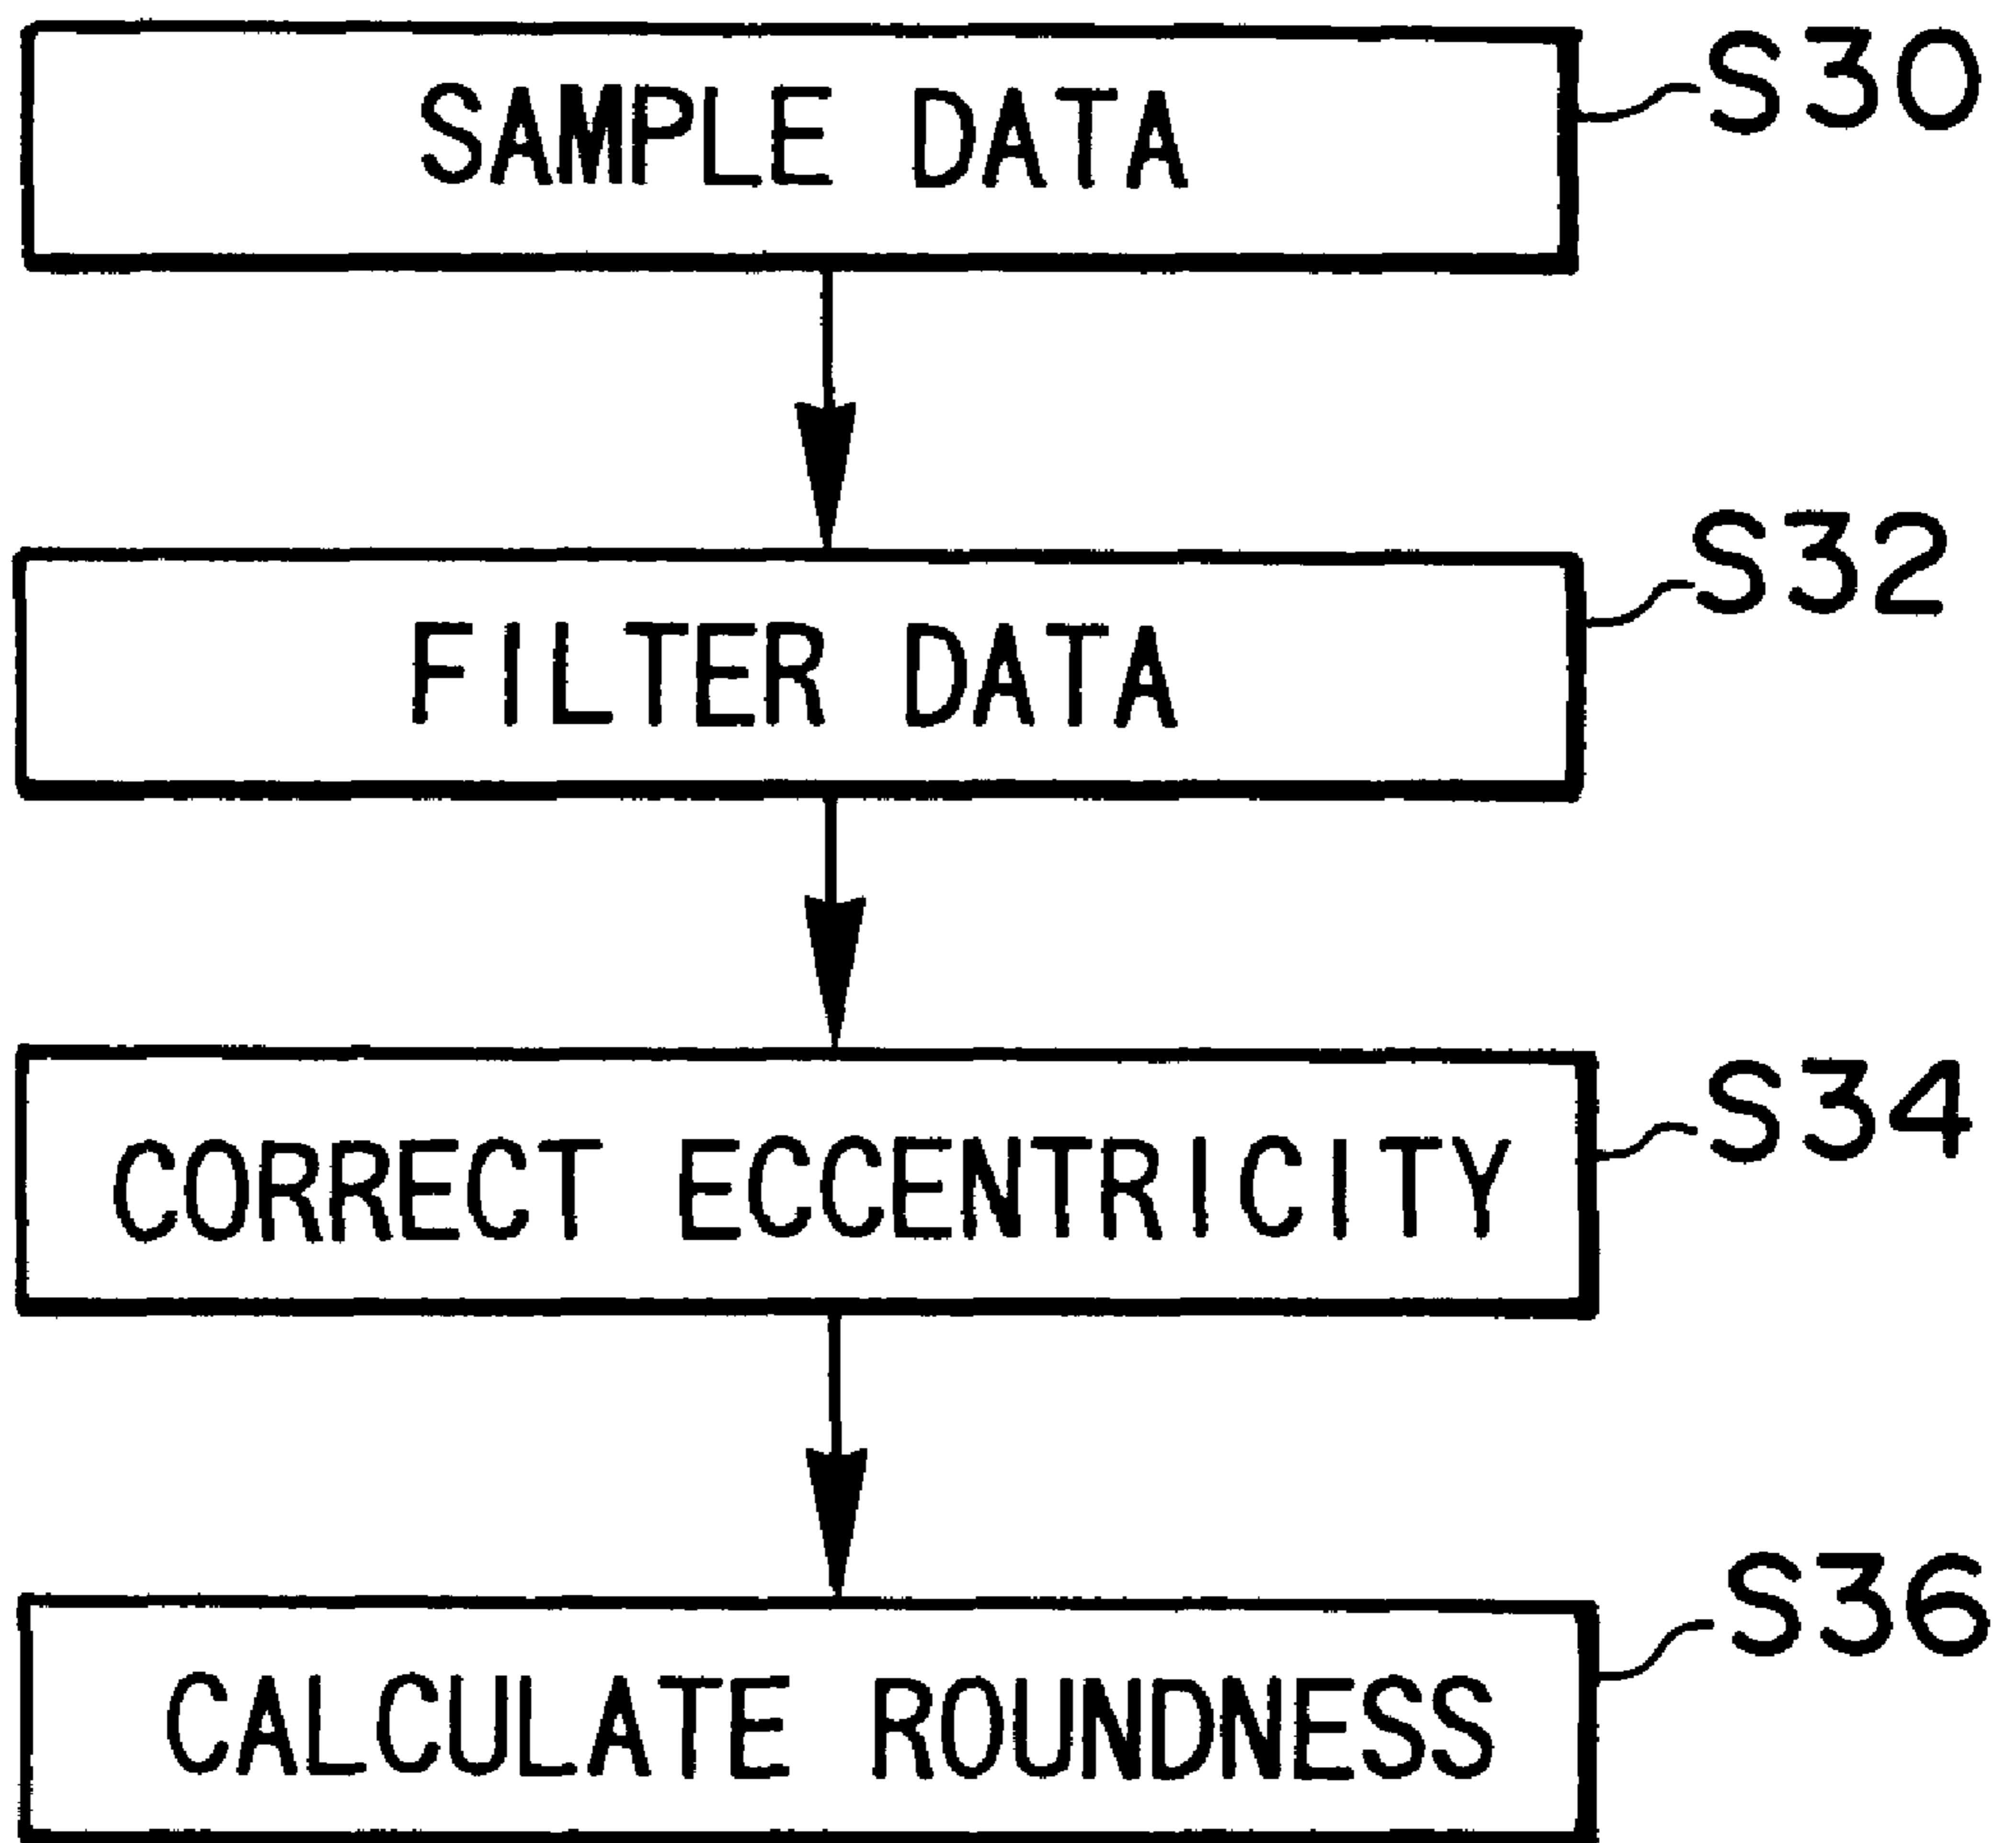 SAMPLE DATA
S30
FILTER DATA
S32
CORRECT ECCENTRICITY
S34
CALCULATE ROUNDNESS
S36